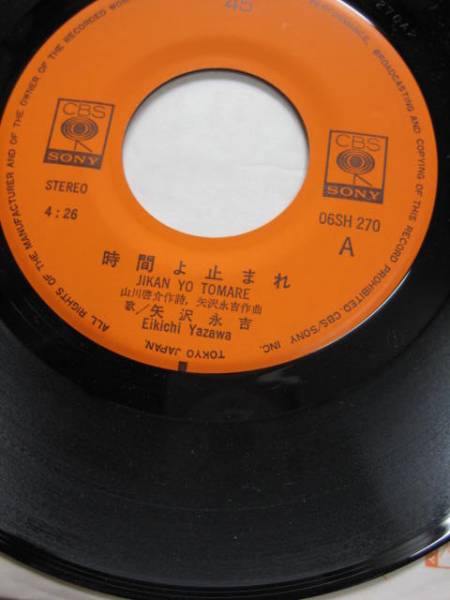 45
ALL RIGHTS OF THE MANUFACTURER AND OF THE OWNER OF THE RECORDED
PERFORMANCE, BROADCASTING AND COPYING OF THIS RECORD PROHIBITED CBS/SONY INC.
TOKYO JAPAN.
CBS
SONY
CBS
SONY
STEREO
4:26
06SH 270
A
時間よ止まれ
JIKAN YO TOMARE
山川啓介作詩,矢沢永吉作曲
歌/矢沢永吉
Eikichi Yazawa